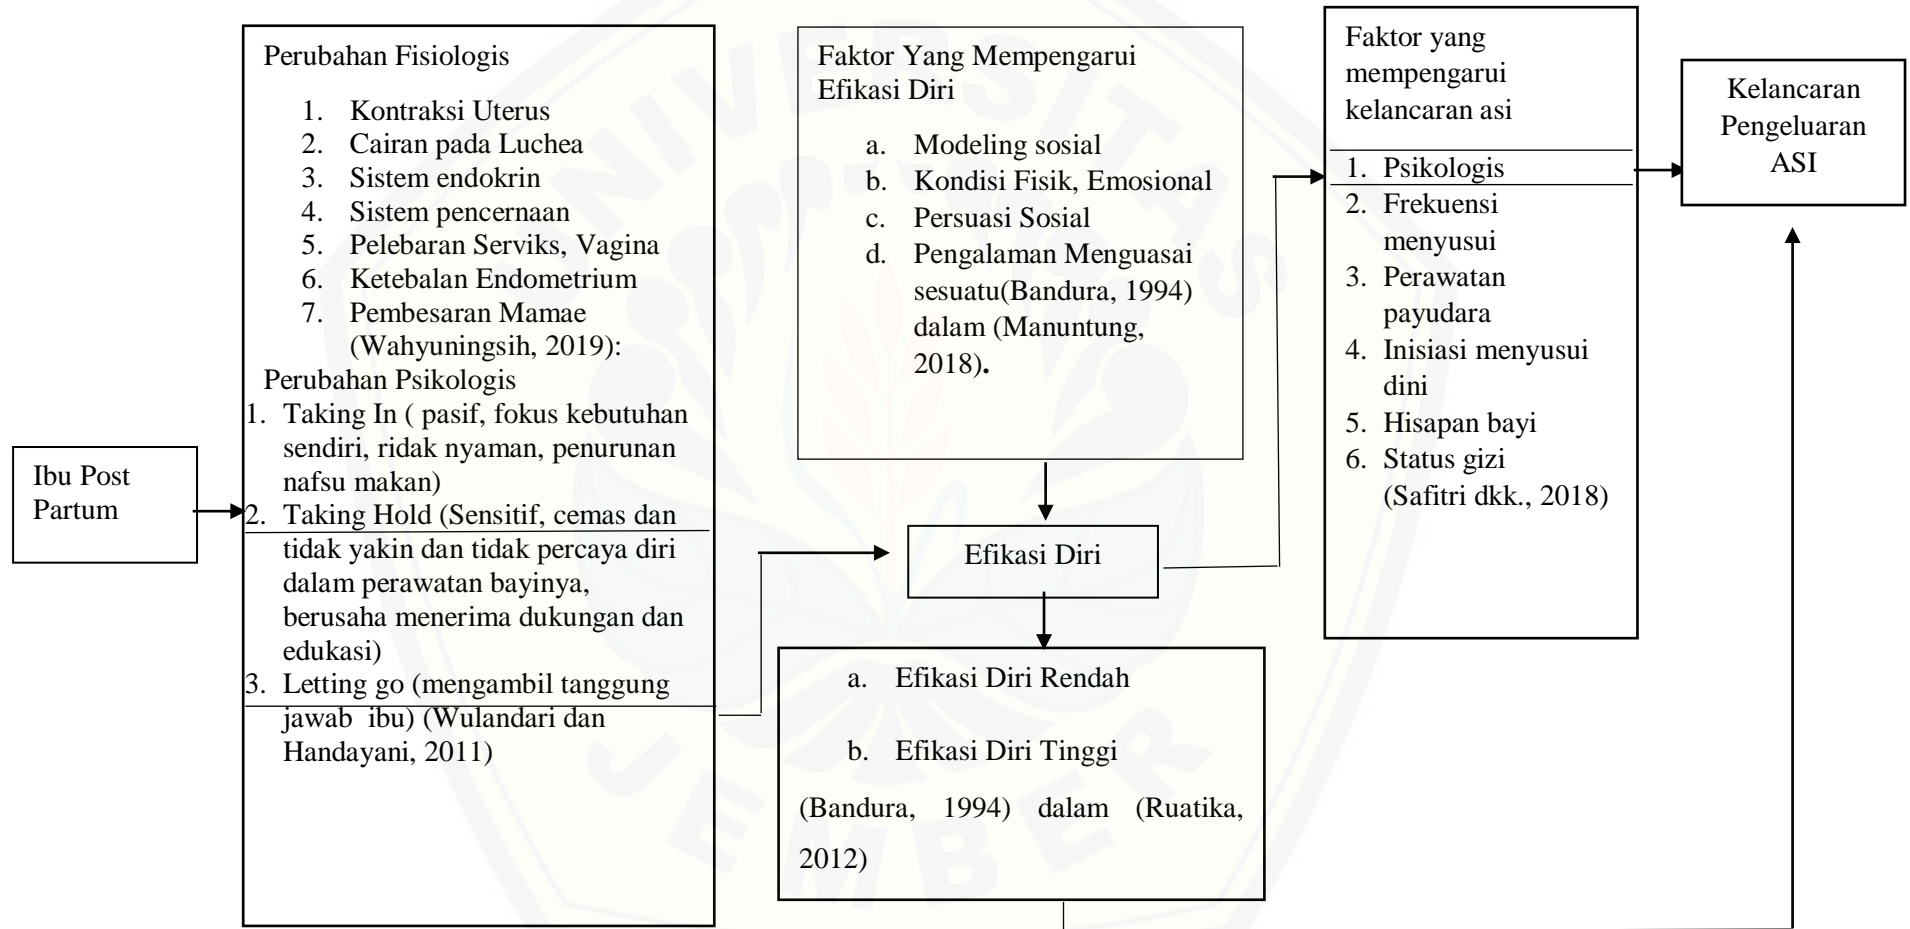 Ibu Post
Partum
Perubahan Fisiologis
1. Kontraksi Uterus
2. Cairan pada Luchea
3. Sistem endokrin
4. Sistem pencernaan
5. Pelebaran Serviks, Vagina
6. Ketebalan Endometrium
7. Pembesaran Mamae
(Wahyuningsih, 2019):
Perubahan Psikologis
1. Taking In ( pasif, fokus kebutuhan
sendiri, ridak nyaman, penurunan
nafsu makan)
2. Taking Hold (Sensitif, cemas dan
tidak yakin dan tidak percaya diri
dalam perawatan bayinya,
berusaha menerima dukungan dan
edukasi)
3. Letting go (mengambil tanggung
jawab ibu) (Wulandari dan
Handayani, 2011)
Faktor Yang Mempengarui
Efikasi Diri
a. Modeling sosial
b. Kondisi Fisik, Emosional
c. Persuasi Sosial
d. Pengalaman Menguasai
sesuatu(Bandura, 1994)
dalam (Manuntung,
2018).
Efikasi Diri
a. Efikasi Diri Rendah
b. Efikasi Diri Tinggi
(Bandura, 1994) dalam (Ruatika,
2012)
Faktor yang
mempengarui
kelancaran asi
1. Psikologis
2. Frekuensi
menyusui
3. Perawatan
payudara
4. Inisiasi menyusui
dini
5. Hisapan bayi
6. Status gizi
(Safitri dkk., 2018)
Kelancaran
Pengeluaran
ASI
UNIVERSITAS
JEMBER